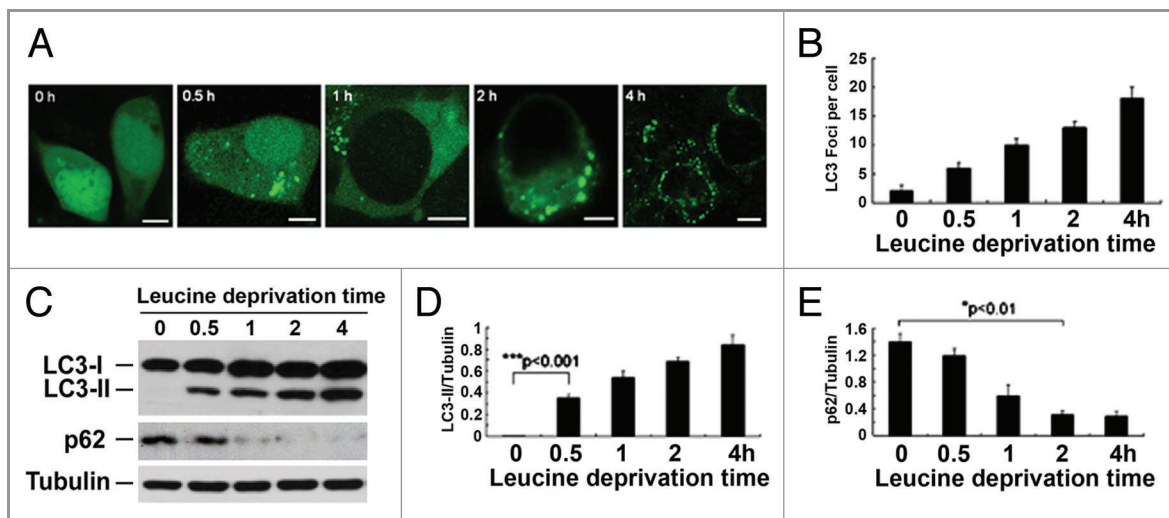 A
0 h
0.5 h
1 h
2 h
4 h
B
LC3 Foci per cell
25
20
15
10
5
0
0 0.5 1 2 4h
Leucine deprivation time
C
Leucine deprivation time
0 0.5 1 2 4
LC3-I
LC3-II
p62
Tubulin
D
LC3-II/Tubulin
1
0.8
0.6
0.4
0.2
0
***p<0.001
0 0.5 1 2 4h
Leucine deprivation time
E
p62/Tubulin
*p<0.01
1.6
1.2
0.8
0.4
0
0 0.5 1 2 4h
Leucine deprivation time